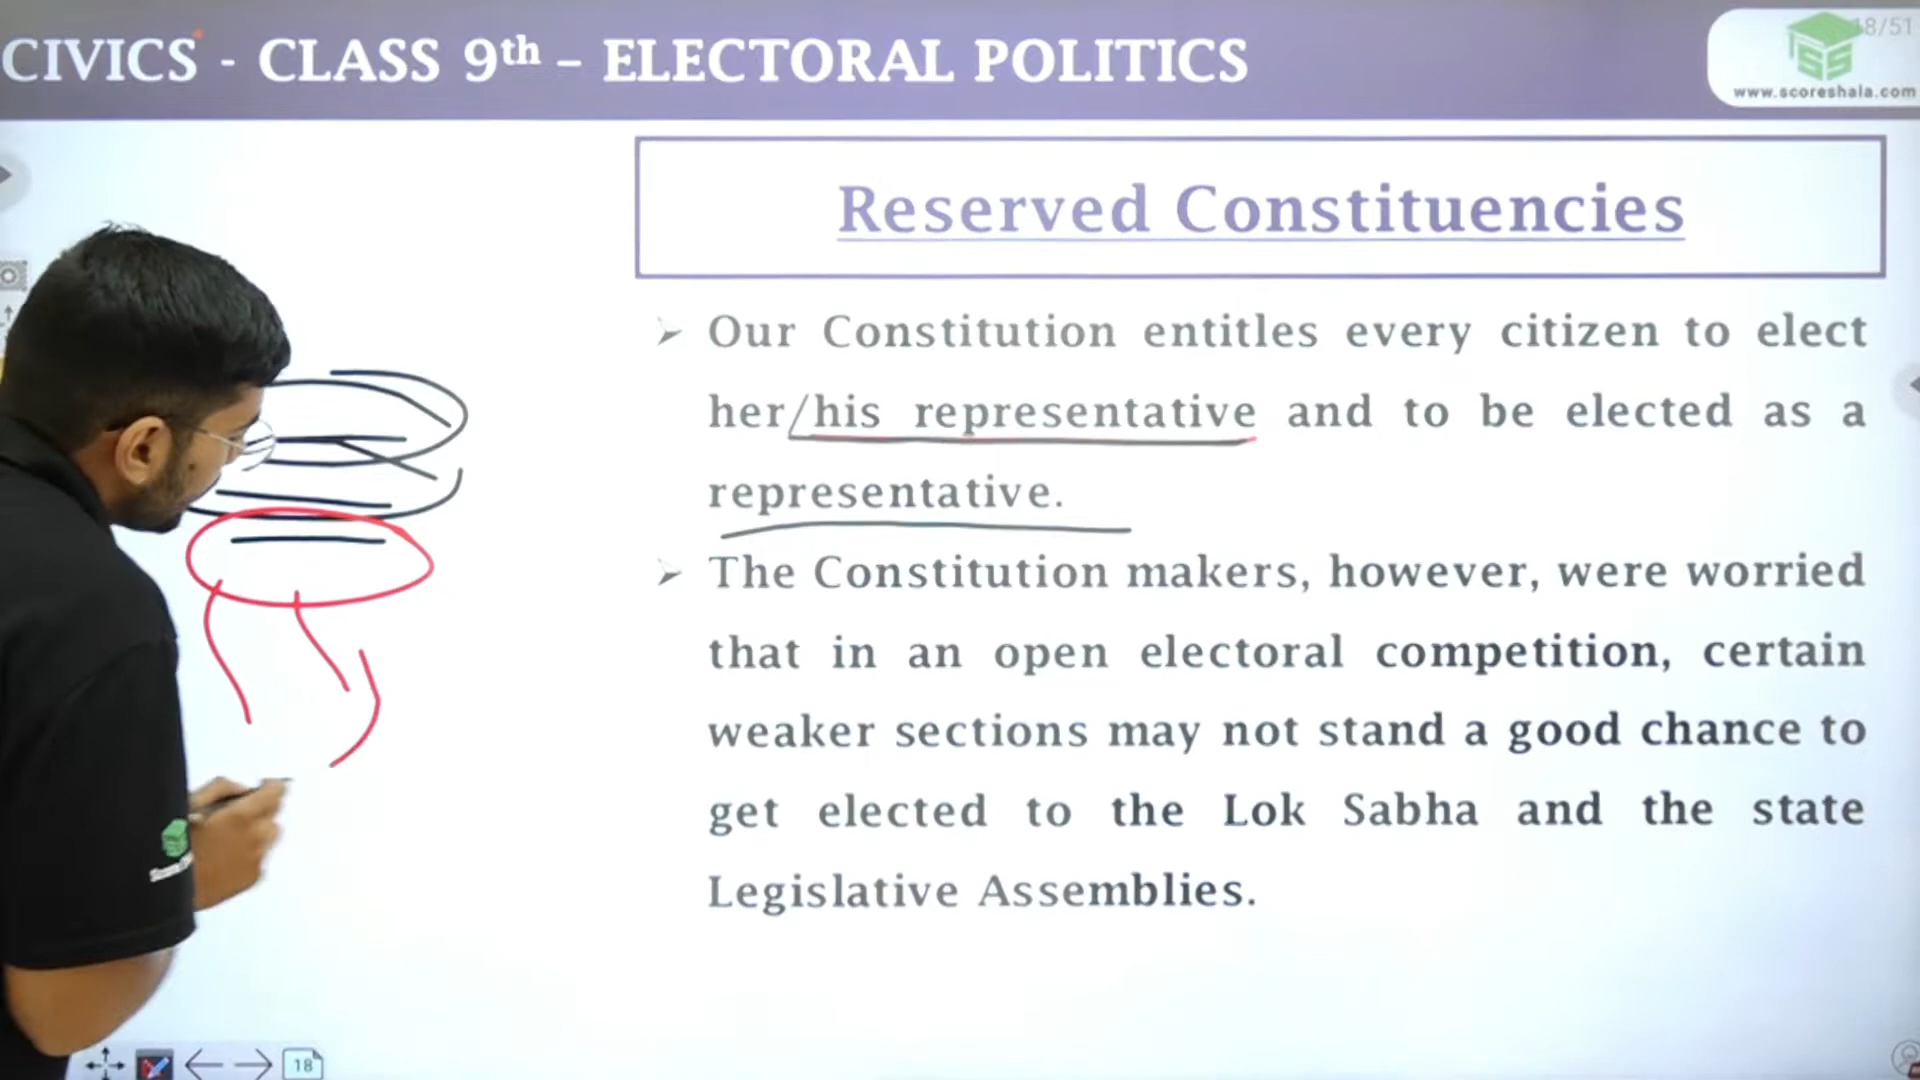 CIVICS - CLASS 9th – ELECTORAL POLITICS
18/51
www.scoreshala.com
Reserved Constituencies
➢ Our Constitution entitles every citizen to elect
her/his representative and to be elected as a
representative.
➢ The Constitution makers, however, were worried
that in an open electoral competition, certain
weaker sections may not stand a good chance to
get elected to the Lok Sabha and the state
Legislative Assemblies.
18